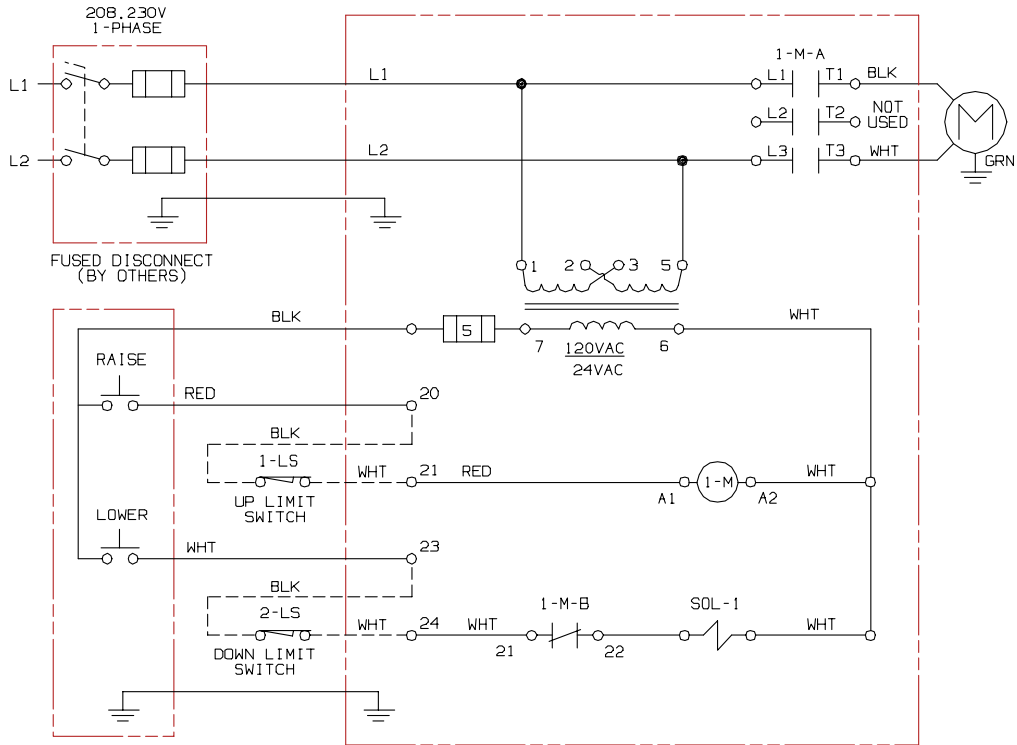 208.230V
1-PHASE
L1
L1
1-M-A
L1
T1
BLK
L2
T2
NOT
USED
L2
L2
L3
T3
WHT
M
GRN
FUSED DISCONNECT
(BY OTHERS)
1
2
3
5
BLK
5
7
120VAC
24VAC
6
WHT
RAISE
RED
20
BLK
1-LS
WHT
21
RED
A1
1-M
A2
WHT
UP LIMIT
SWITCH
LOWER
WHT
23
BLK
2-LS
WHT
24
WHT
21
1-M-B
22
SOL-1
WHT
DOWN LIMIT
SWITCH